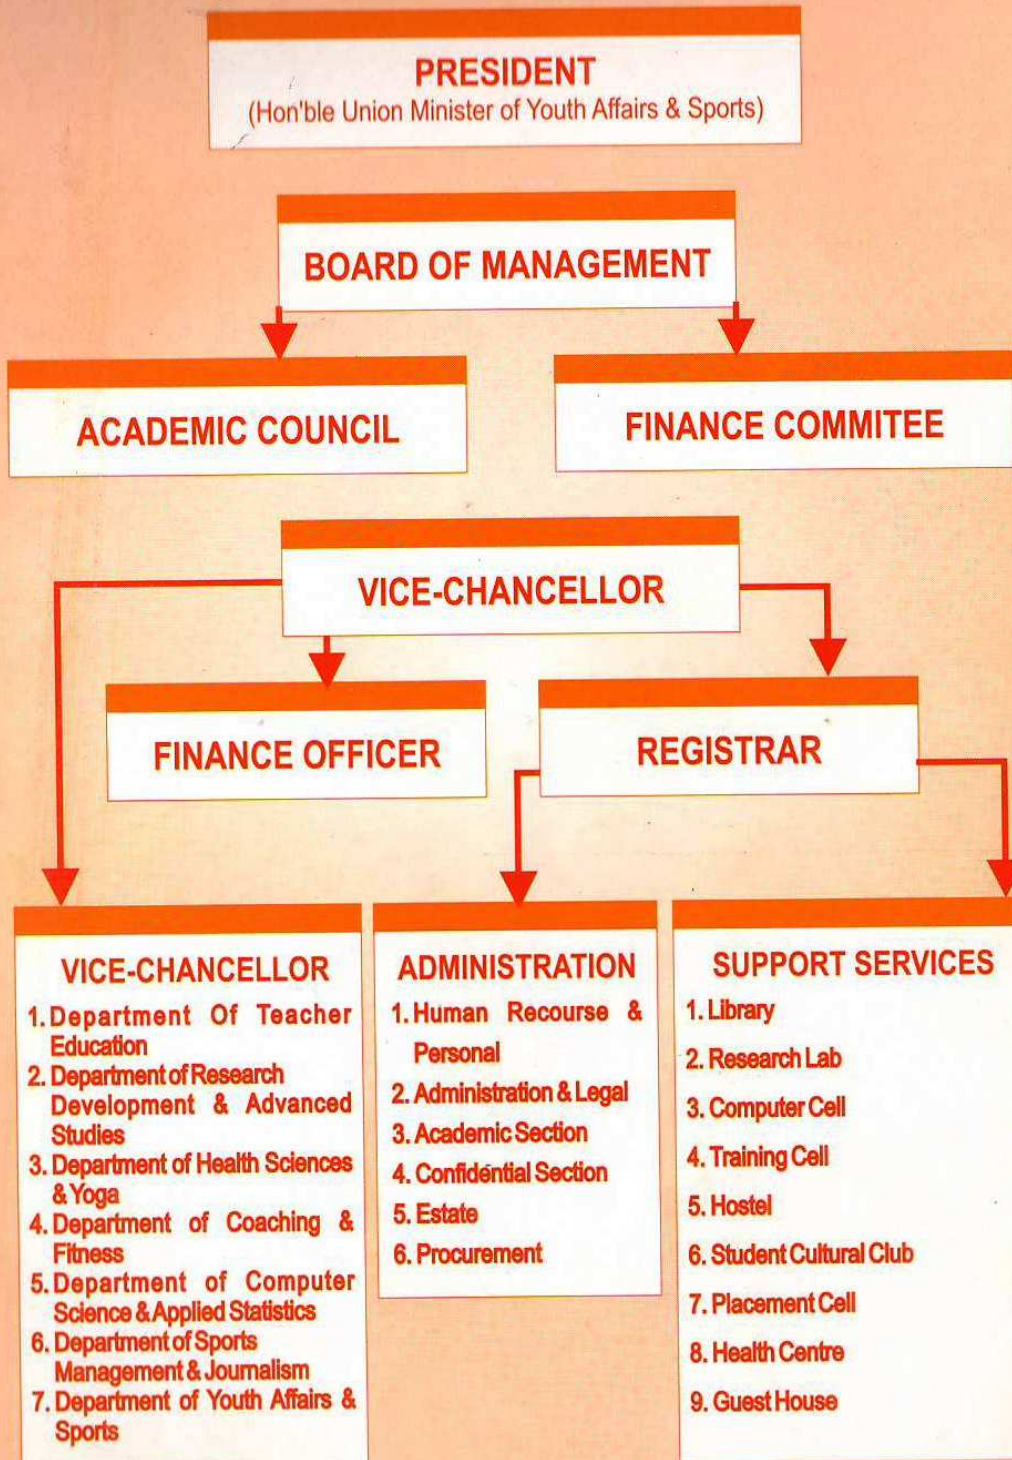 PRESIDENT
(Hon'ble Union Minister of Youth Affairs & Sports)
BOARD OF MANAGEMENT
ACADEMIC COUNCIL
FINANCE COMMITEE
VICE-CHANCELLOR
FINANCE OFFICER
REGISTRAR
VICE-CHANCELLOR
1. Department Of Teacher
Education
2. Department of Research
Development & Advanced
Studies
3. Department of Health Sciences
& Yoga
4. Department of Coaching &
Fitness
5. Department of Computer
Science & Applied Statistics
6. Department of Sports
Management & Journalism
7. Department of Youth Affairs &
Sports
ADMINISTRATION
1. Human Recourse &
Personal
2. Administration & Legal
3. Academic Section
4. Confidential Section
5. Estate
6. Procurement
SUPPORT SERVICES
1. Library
2. Research Lab
3. Computer Cell
4. Training Cell
5. Hostel
6. Student Cultural Club
7. Placement Cell
8. Health Centre
9. Guest House